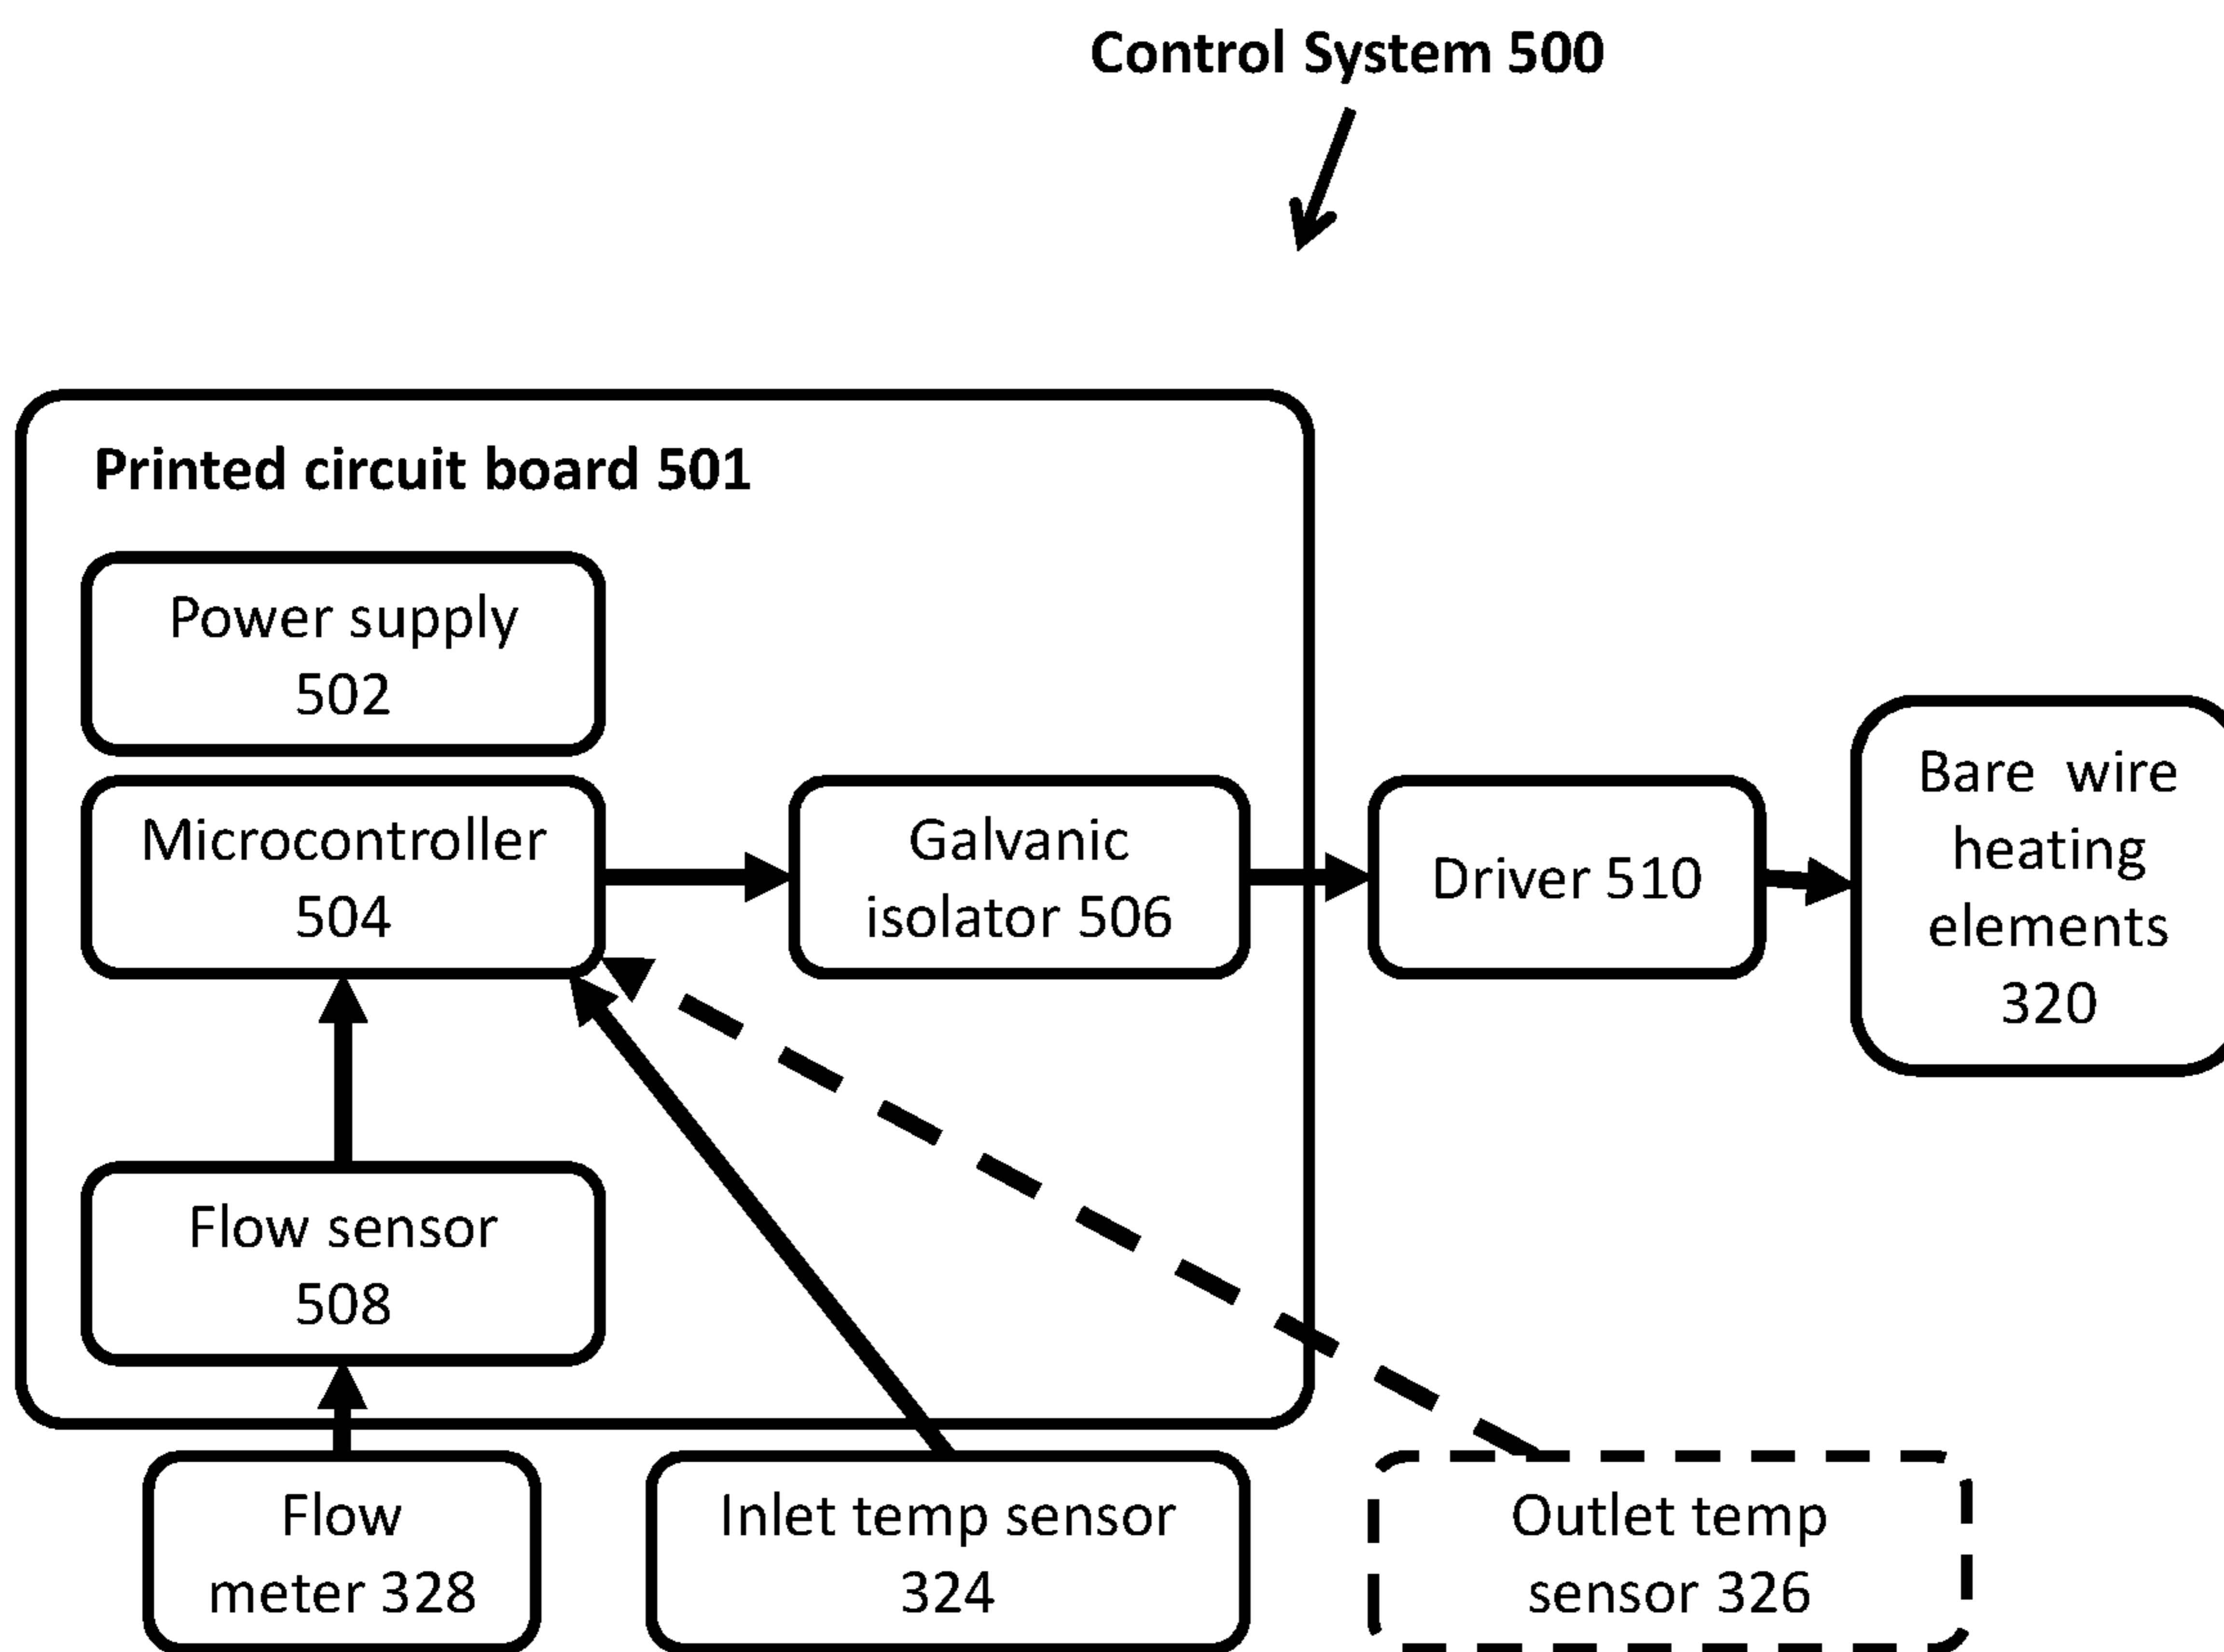 Control System 500
Printed circuit board 501
Power supply
502
Microcontroller
504
Galvanic
isolator 506
Driver 510
Bare wire
heating
elements
320
Flow sensor
508
Flow
meter 328
Inlet temp sensor
324
Outlet temp
sensor 326